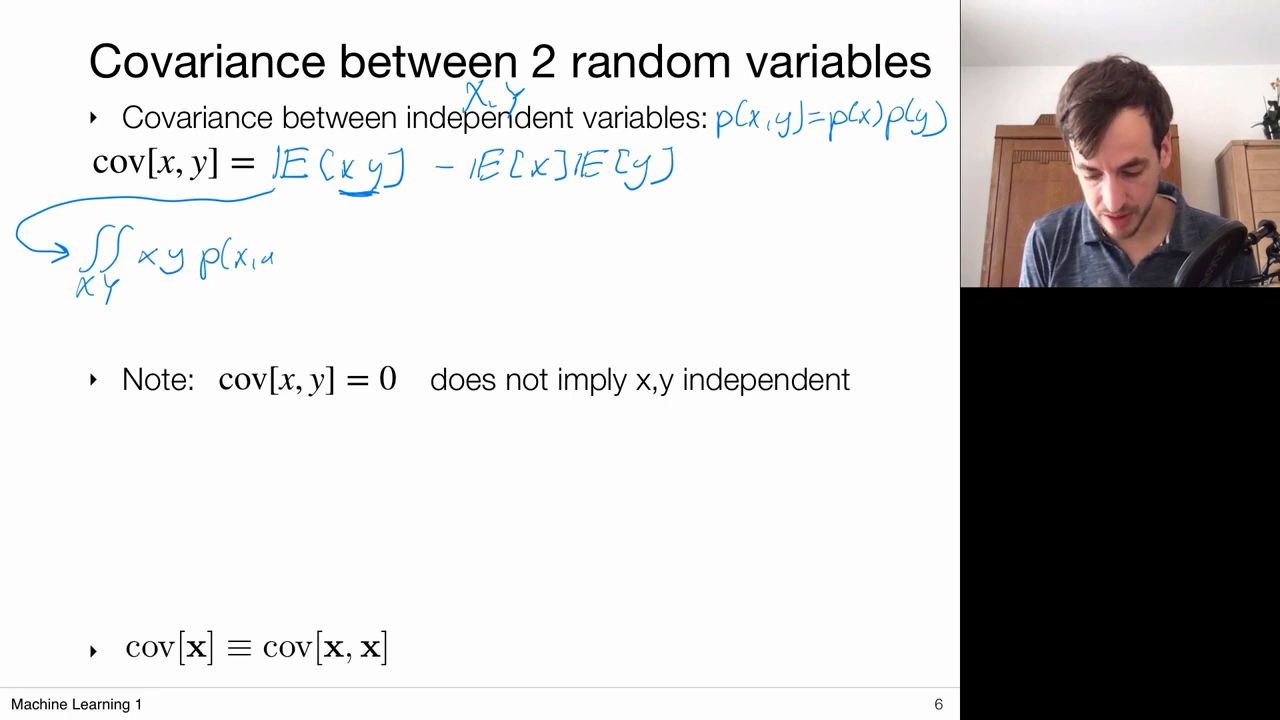 Covariance between 2 random variables
X, Y
‣ Covariance between independent variables: p(x,y)=p(x)p(y)
cov[x, y] = 𝔼[xy] − 𝔼[x]𝔼[y]
∬ xy p(x,
X Y
‣ Note: cov[x, y] = 0 does not imply x,y independent
‣ cov[𝐱] ≡ cov[𝐱, 𝐱]
Machine Learning 1
6